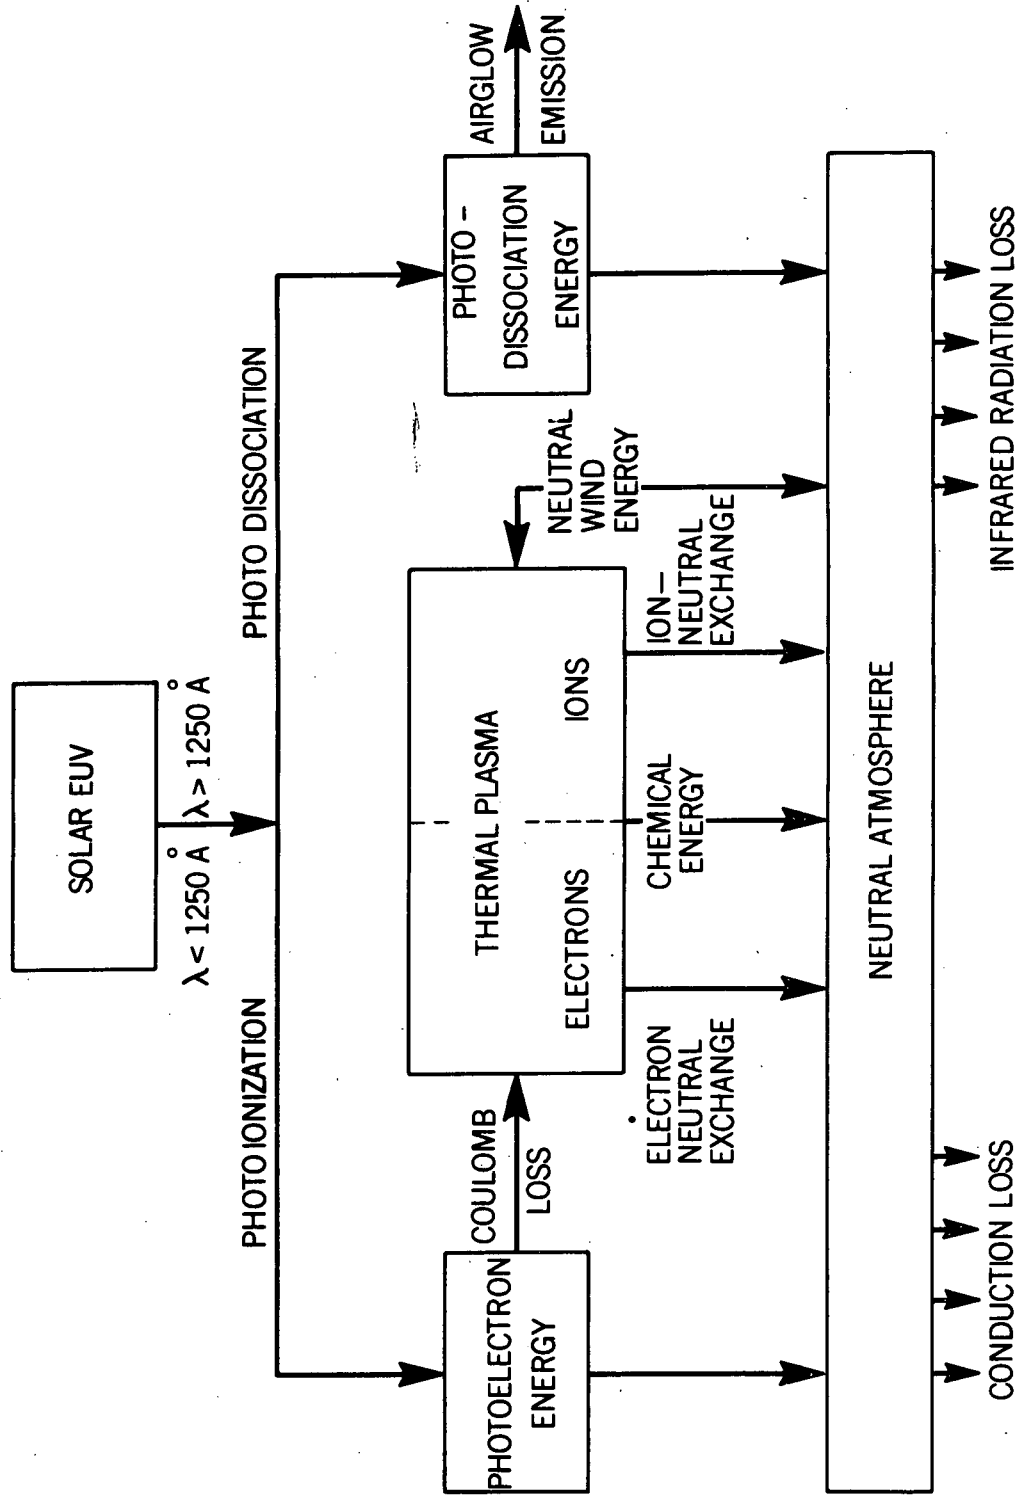 SOLAR EUV
λ < 1250 Å
λ > 1250 Å
PHOTOIONIZATION
PHOTO DISSOCIATION
PHOTOELECTRON
ENERGY
COULOMB
LOSS
THERMAL PLASMA
ELECTRONS
IONS
NEUTRAL
WIND
ENERGY
PHOTO -
DISSOCIATION
ENERGY
AIRGLOW
EMISSION
ELECTRON
NEUTRAL
EXCHANGE
CHEMICAL
ENERGY
ION-
NEUTRAL
EXCHANGE
NEUTRAL ATMOSPHERE
CONDUCTION LOSS
INFRARED RADIATION LOSS